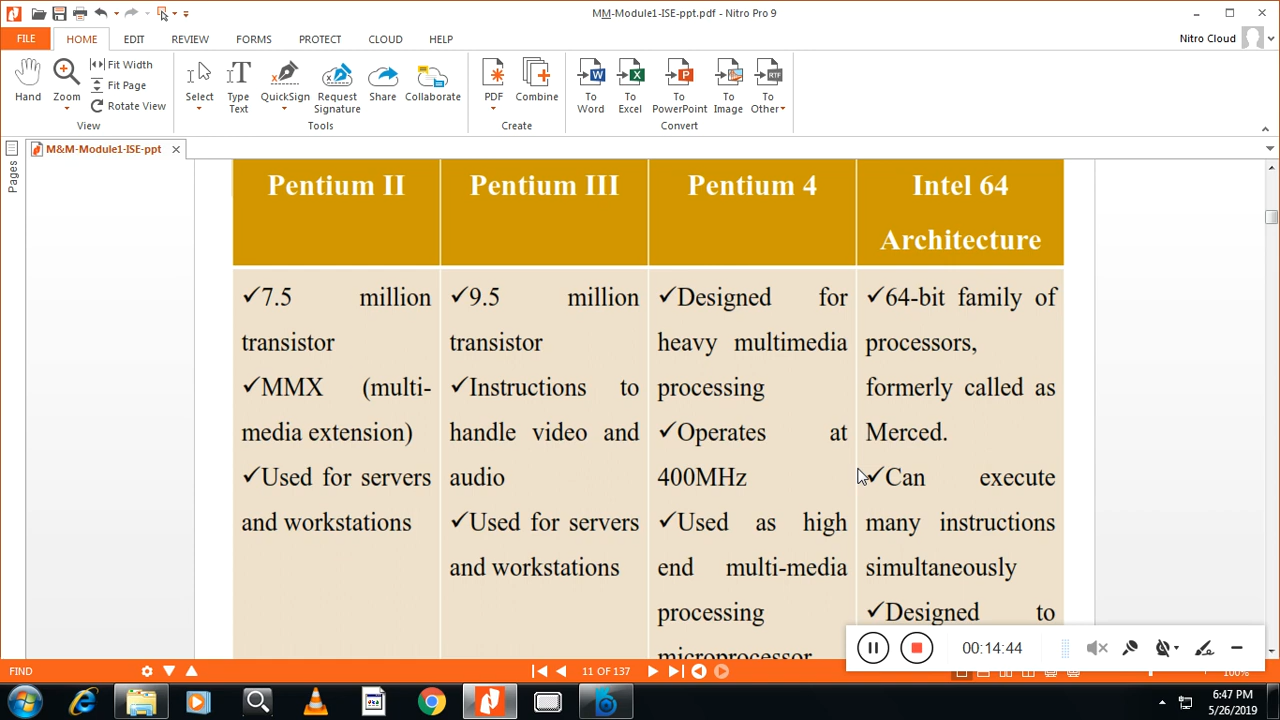 MM-Module1-ISE-ppt.pdf - Nitro Pro 9
FILE HOME EDIT REVIEW FORMS PROTECT CLOUD HELP Nitro Cloud
Hand
Zoom
Fit Width
Fit Page
Rotate View
Select
Type Text
QuickSign
Request Signature
Share
Collaborate
PDF
Combine
To Word
To Excel
To PowerPoint
To Image
To Other
View Tools Create Convert
M&M-Module1-ISE-ppt
Pages
Pentium II
✓7.5 million
transistor
✓MMX (multi-
media extension)
✓Used for servers
and workstations
Pentium III
✓9.5 million
transistor
✓Instructions to
handle video and
audio
✓Used for servers
and workstations
Pentium 4
✓Designed for
heavy multimedia
processing
✓Operates at
400MHz
✓Used as high
end multi-media
processing
microprocessor
Intel 64
Architecture
✓64-bit family of
processors,
formerly called as
Merced.
✓Can execute
many instructions
simultaneously
✓Designed to
00:14:44
FIND
11 OF 137
100%
6:47 PM
5/26/2019